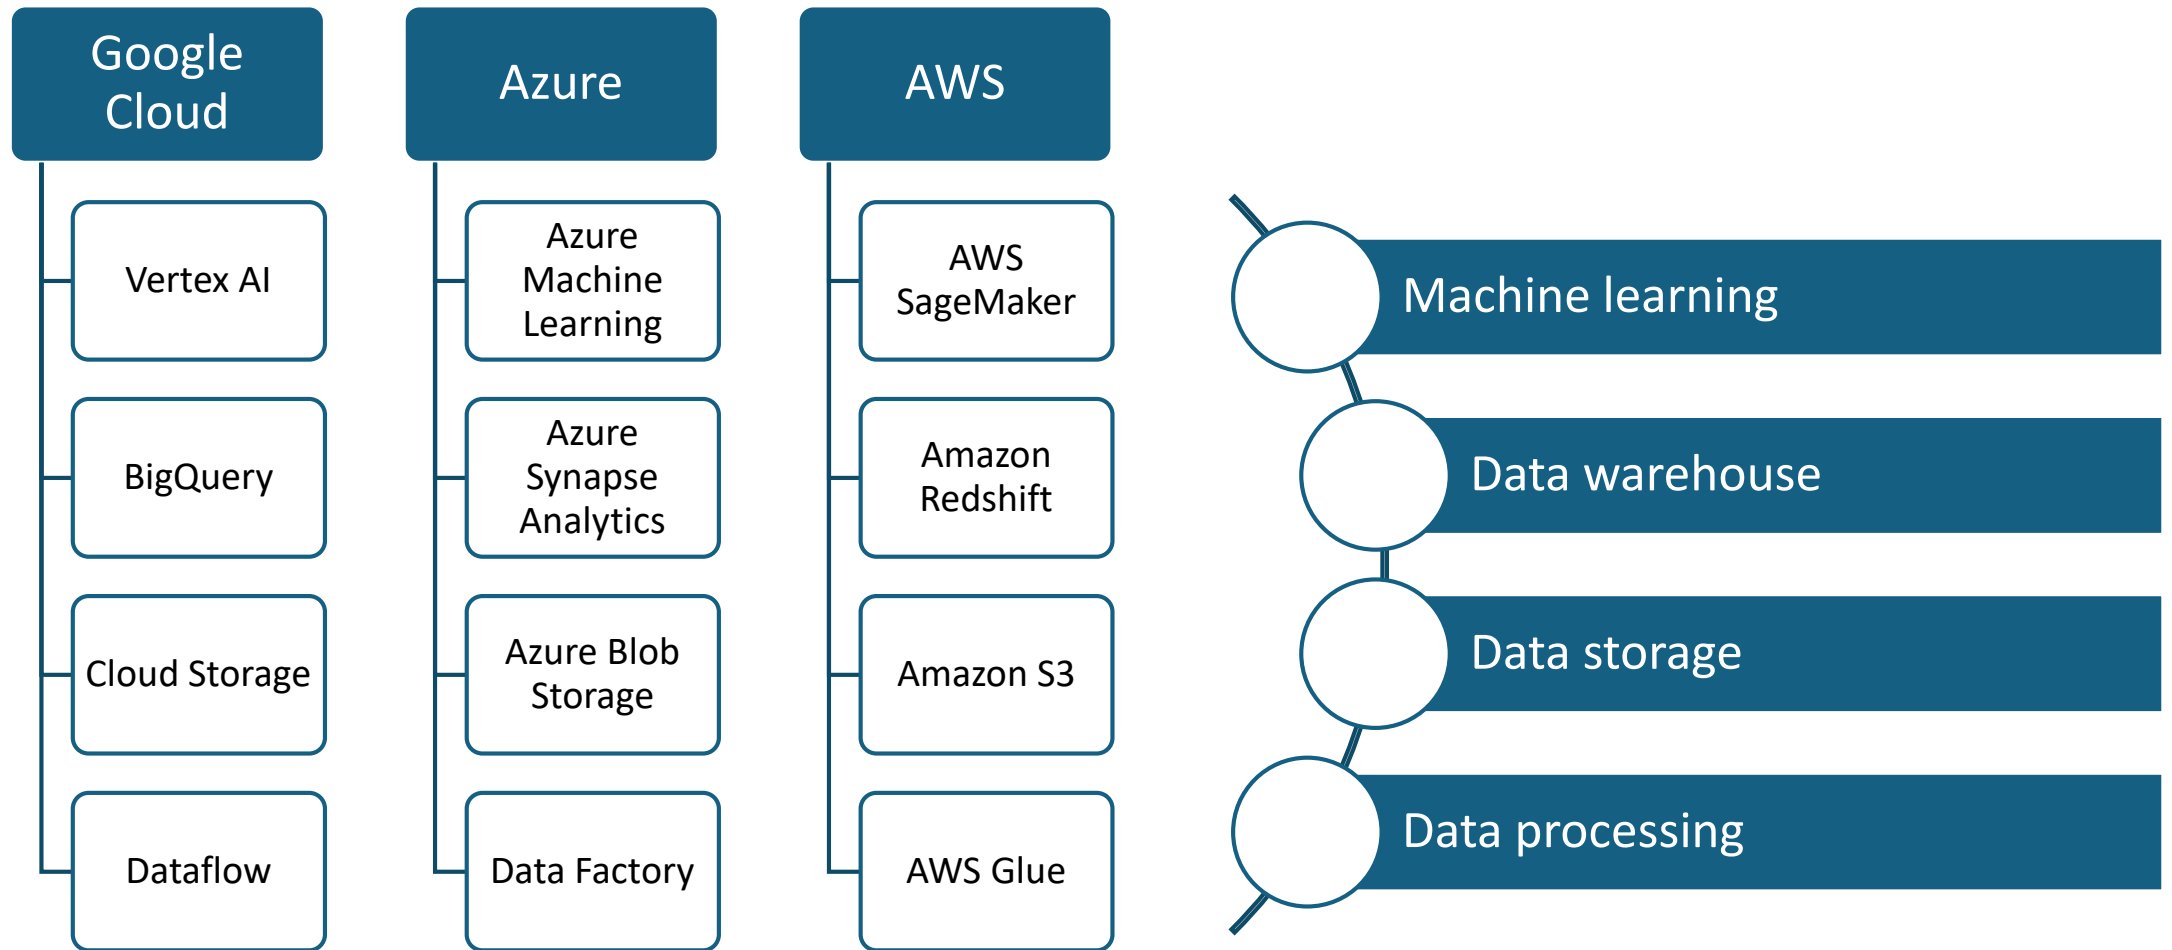 Google
Cloud
Vertex AI
BigQuery
Cloud Storage
Dataflow
Azure
Azure
Machine
Learning
Azure
Synapse
Analytics
Azure Blob
Storage
Data Factory
AWS
AWS
SageMaker
Amazon
Redshift
Amazon S3
AWS Glue
Machine learning
Data warehouse
Data storage
Data processing